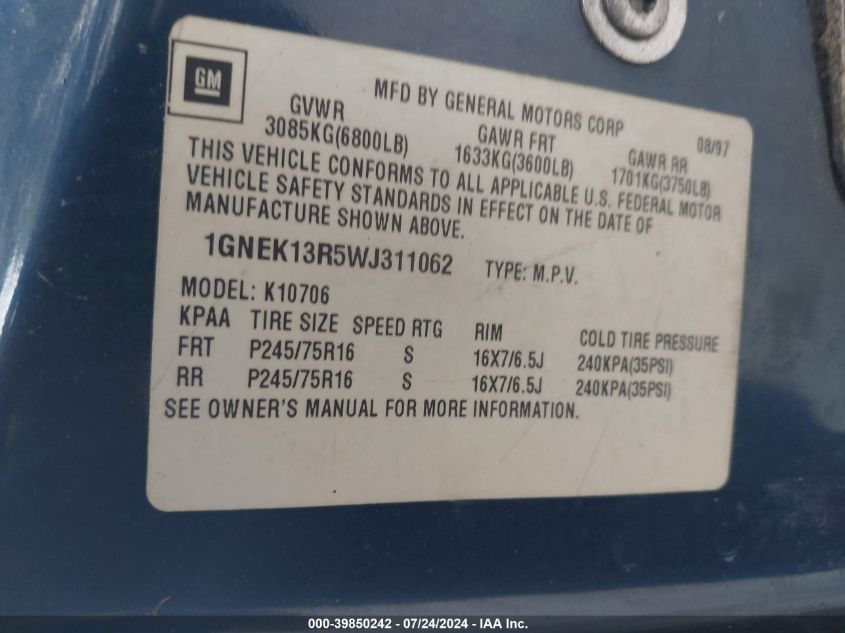 GM
MFD BY GENERAL MOTORS CORP 08/97
GVWR GAWR FRT GAWR RR
3085KG(6800LB) 1633KG(3600LB) 1701KG(3750LB)
THIS VEHICLE CONFORMS TO ALL APPLICABLE U.S. FEDERAL MOTOR
VEHICLE SAFETY STANDARDS IN EFFECT ON THE DATE OF
MANUFACTURE SHOWN ABOVE.
1GNEK13R5WJ311062 TYPE: M.P.V.
MODEL: K10706
KPAA TIRE SIZE SPEED RTG RIM COLD TIRE PRESSURE
FRT P245/75R16 S 16X7/6.5J 240KPA(35PSI)
RR P245/75R16 S 16X7/6.5J 240KPA(35PSI)
SEE OWNER'S MANUAL FOR MORE INFORMATION.
000-39850242 - 07/24/2024 - IAA Inc.